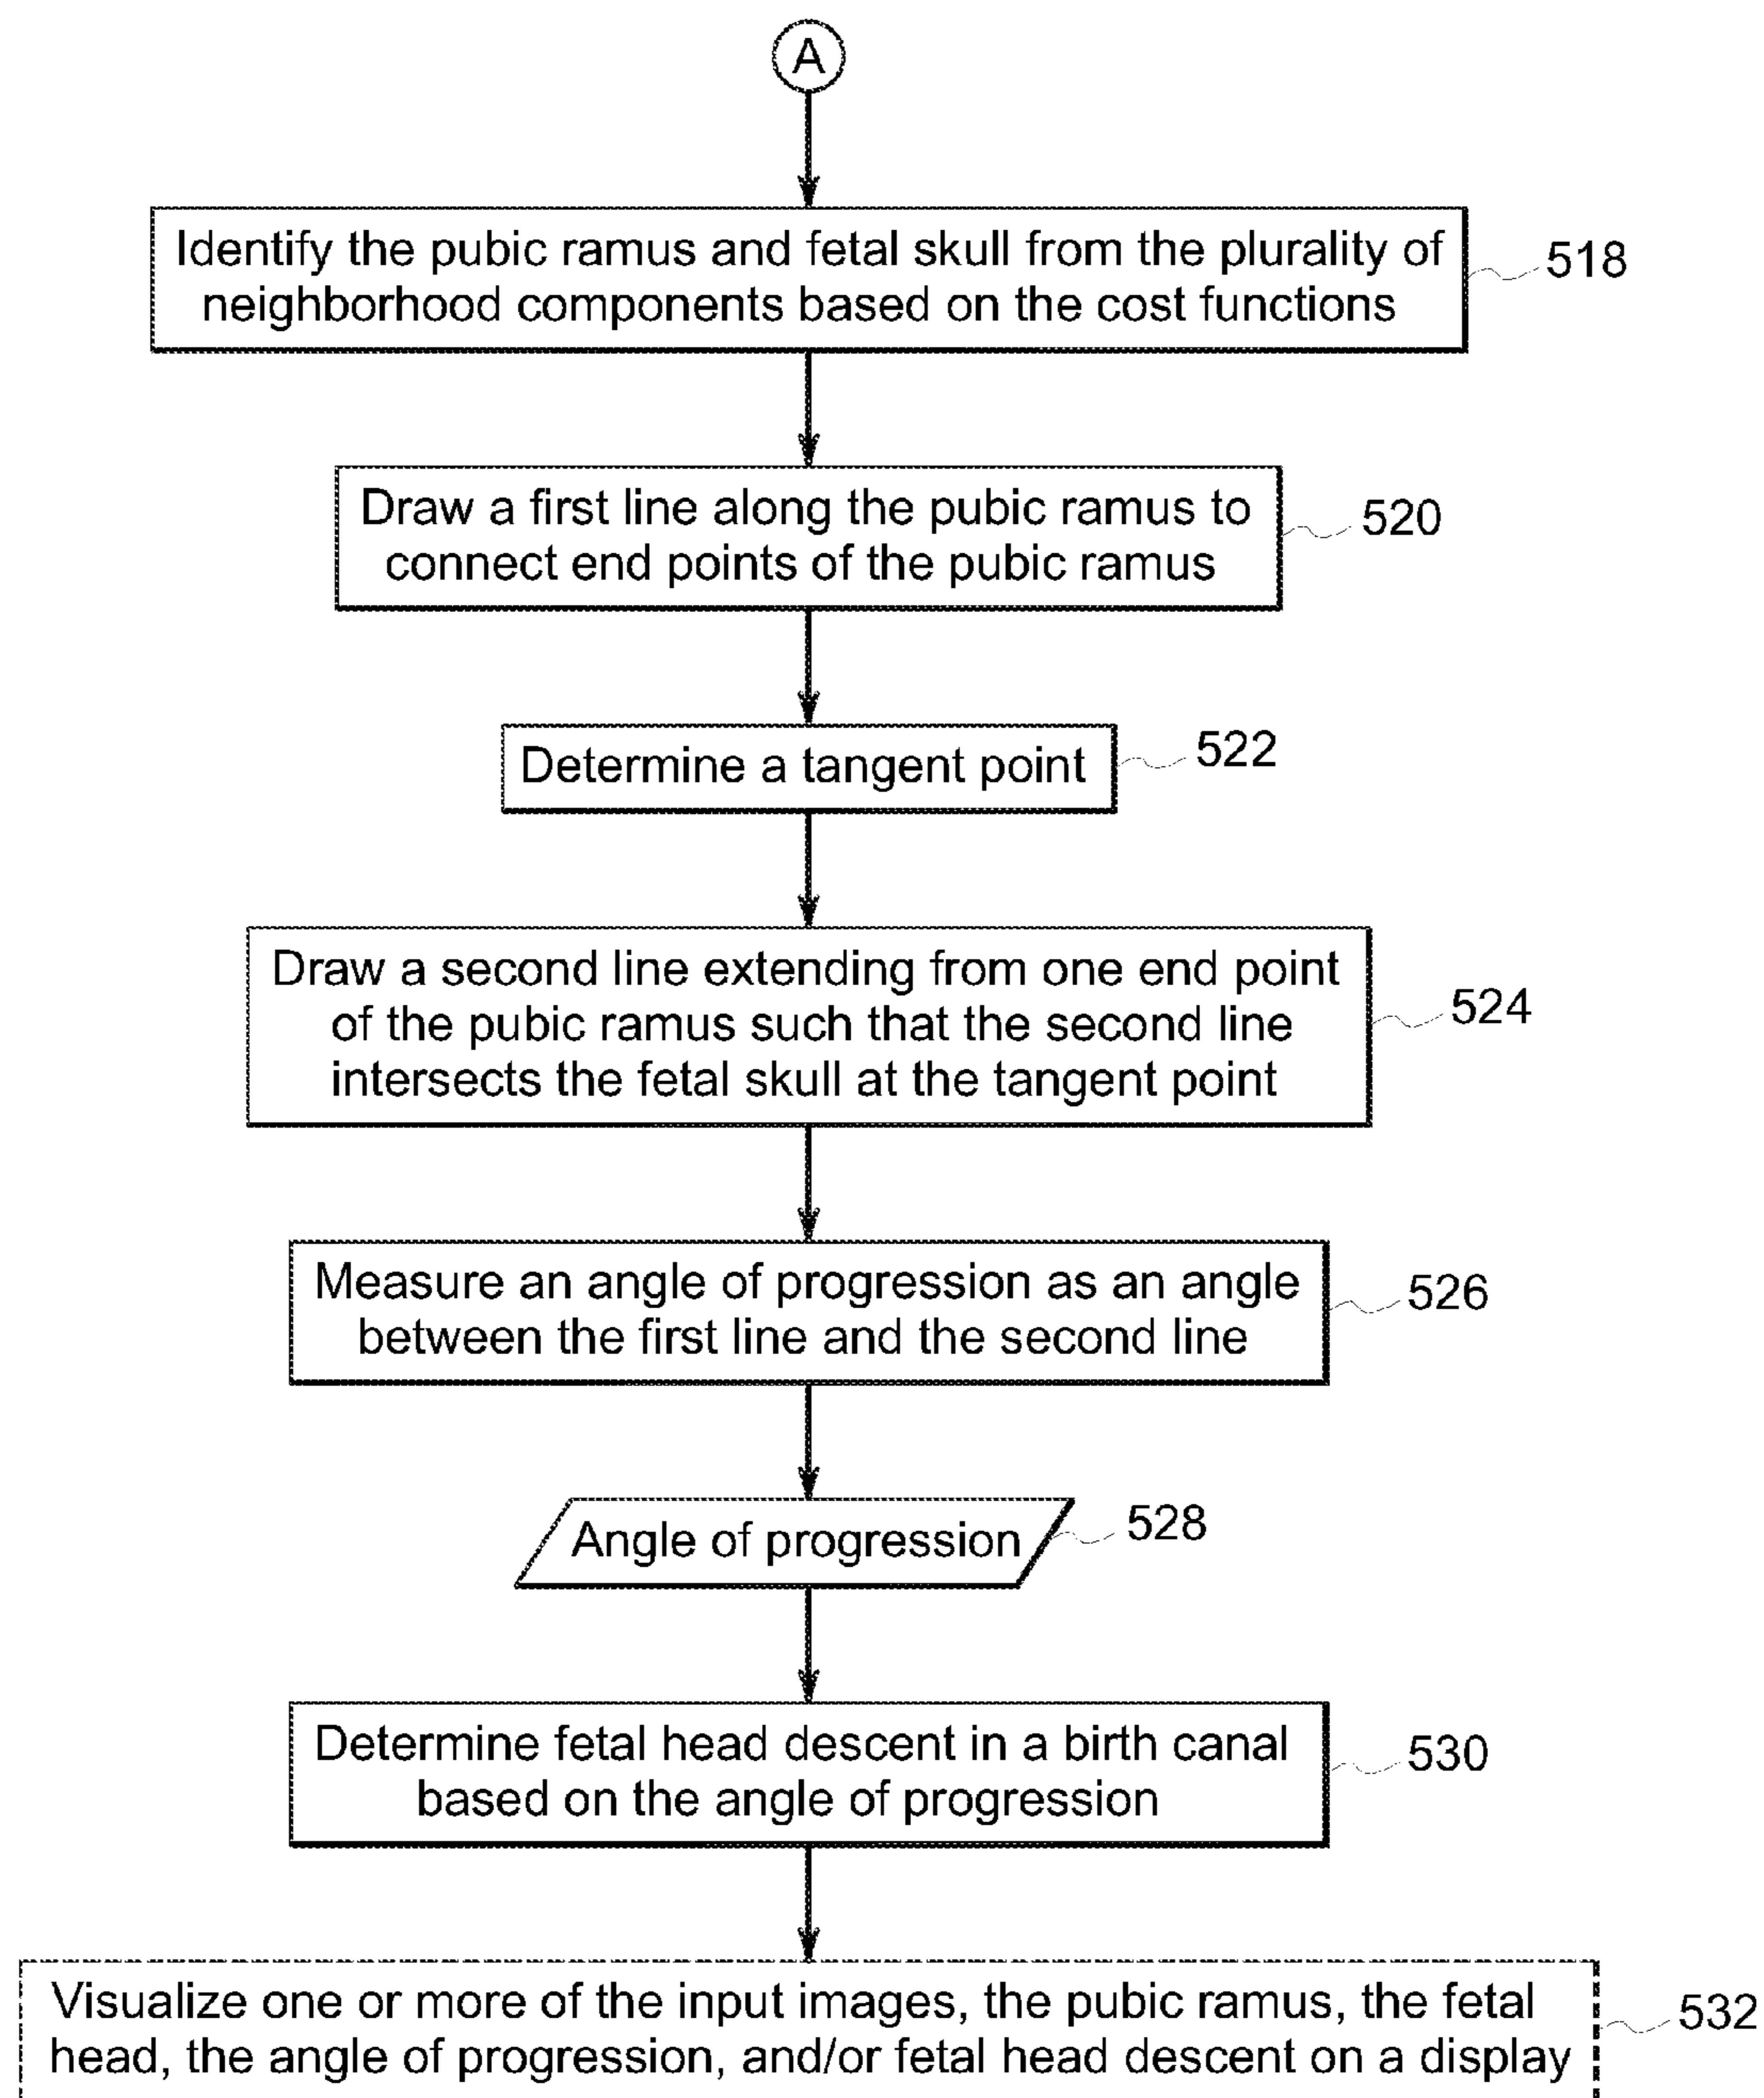 A
Identify the pubic ramus and fetal skull from the plurality of
neighborhood components based on the cost functions
518
Draw a first line along the pubic ramus to
connect end points of the pubic ramus
520
Determine a tangent point
522
Draw a second line extending from one end point
of the pubic ramus such that the second line
intersects the fetal skull at the tangent point
524
Measure an angle of progression as an angle
between the first line and the second line
526
Angle of progression
528
Determine fetal head descent in a birth canal
based on the angle of progression
530
Visualize one or more of the input images, the pubic ramus, the fetal
head, the angle of progression, and/or fetal head descent on a display
532